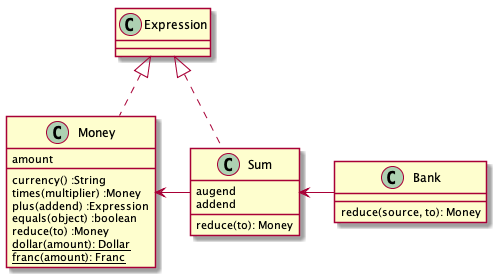 C Expression
C Money
amount
currency() :String
times(multiplier) :Money
plus(addend) :Expression
equals(object) :boolean
reduce(to) :Money
dollar(amount): Dollar
franc(amount): Franc
C Sum
augend
addend
reduce(to): Money
C Bank
reduce(source, to): Money